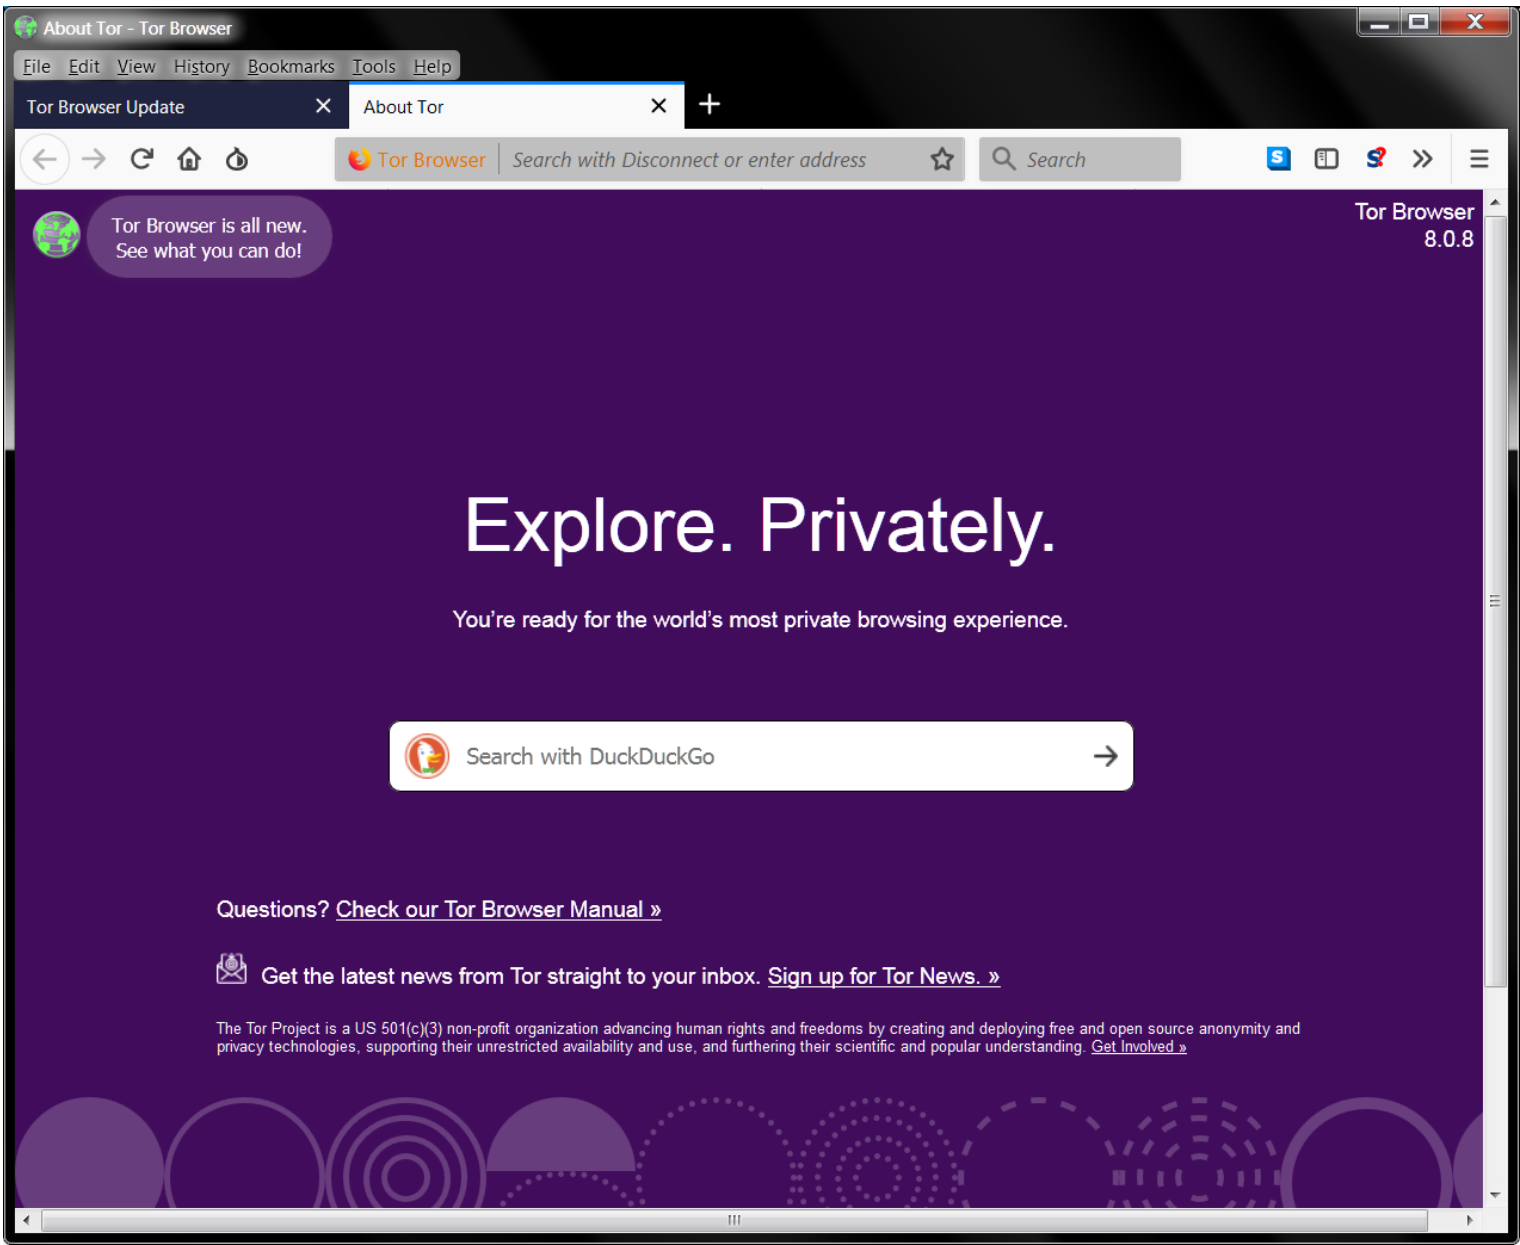 About Tor - Tor Browser
File Edit View History Bookmarks Tools Help
Tor Browser Update
About Tor
Tor Browser
Search with Disconnect or enter address
Search
Tor Browser is all new.
See what you can do!
Tor Browser
8.0.8
Explore. Privately.
You’re ready for the world’s most private browsing experience.
Search with DuckDuckGo
Questions? Check our Tor Browser Manual »
Get the latest news from Tor straight to your inbox. Sign up for Tor News. »
The Tor Project is a US 501(c)(3) non-profit organization advancing human rights and freedoms by creating and deploying free and open source anonymity and
privacy technologies, supporting their unrestricted availability and use, and furthering their scientific and popular understanding. Get Involved »